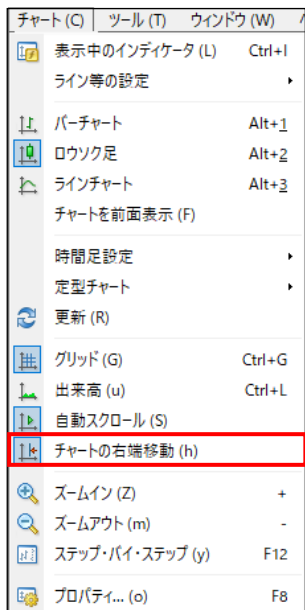 チャート (C) ツール (T) ウィンドウ (W)
表示中のインディケータ (L) Ctrl+I
ライン等の設定
バーチャート Alt+1
ロウソク足 Alt+2
ラインチャート Alt+3
チャートを前面表示 (F)
時間足設定
定型チャート
更新 (R)
グリッド (G) Ctrl+G
出来高 (u) Ctrl+L
自動スクロール (S)
チャートの右端移動 (h)
ズームイン (Z) +
ズームアウト (m) -
ステップ・バイ・ステップ (y) F12
プロパティ... (o) F8